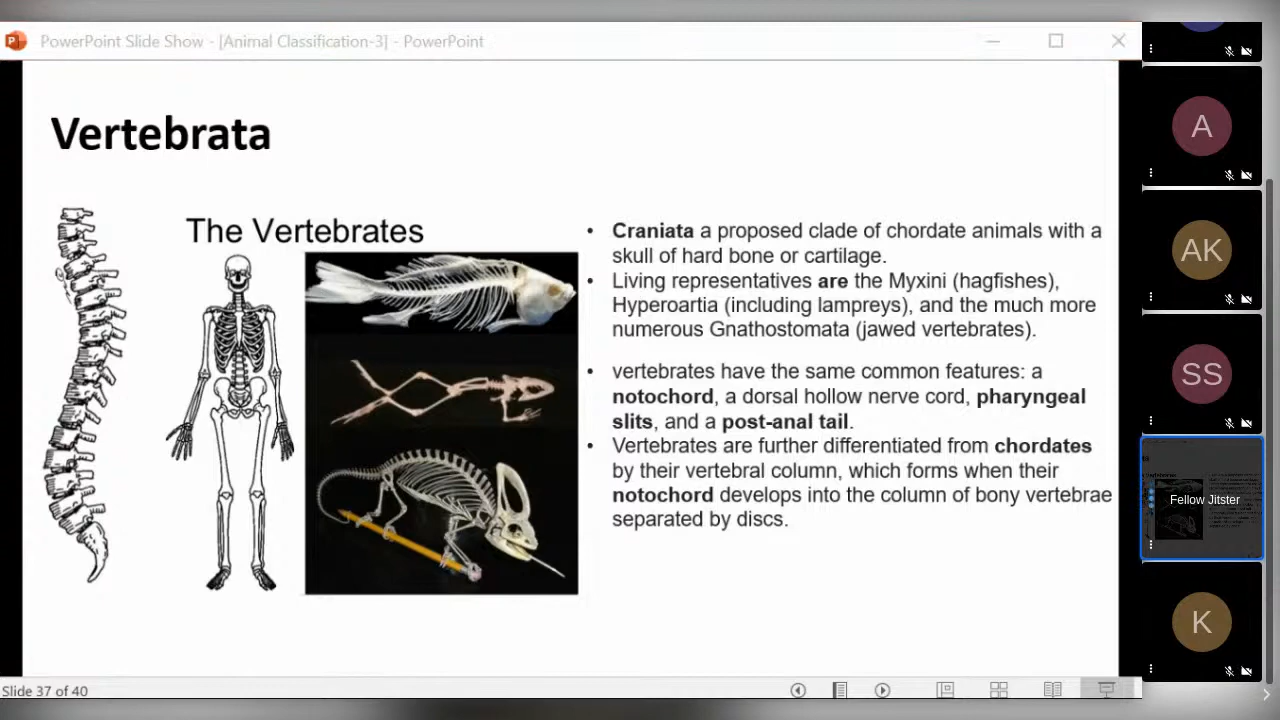 PowerPoint Slide Show - [Animal Classification-3] - PowerPoint
Vertebrata
The Vertebrates
• Craniata a proposed clade of chordate animals with a
skull of hard bone or cartilage.
• Living representatives are the Myxini (hagfishes),
Hyperoartia (including lampreys), and the much more
numerous Gnathostomata (jawed vertebrates).
• vertebrates have the same common features: a
notochord, a dorsal hollow nerve cord, pharyngeal
slits, and a post-anal tail.
• Vertebrates are further differentiated from chordates
by their vertebral column, which forms when their
notochord develops into the column of bony vertebrae
separated by discs.
Slide 37 of 40
A
AK
SS
Fellow Jitster
K